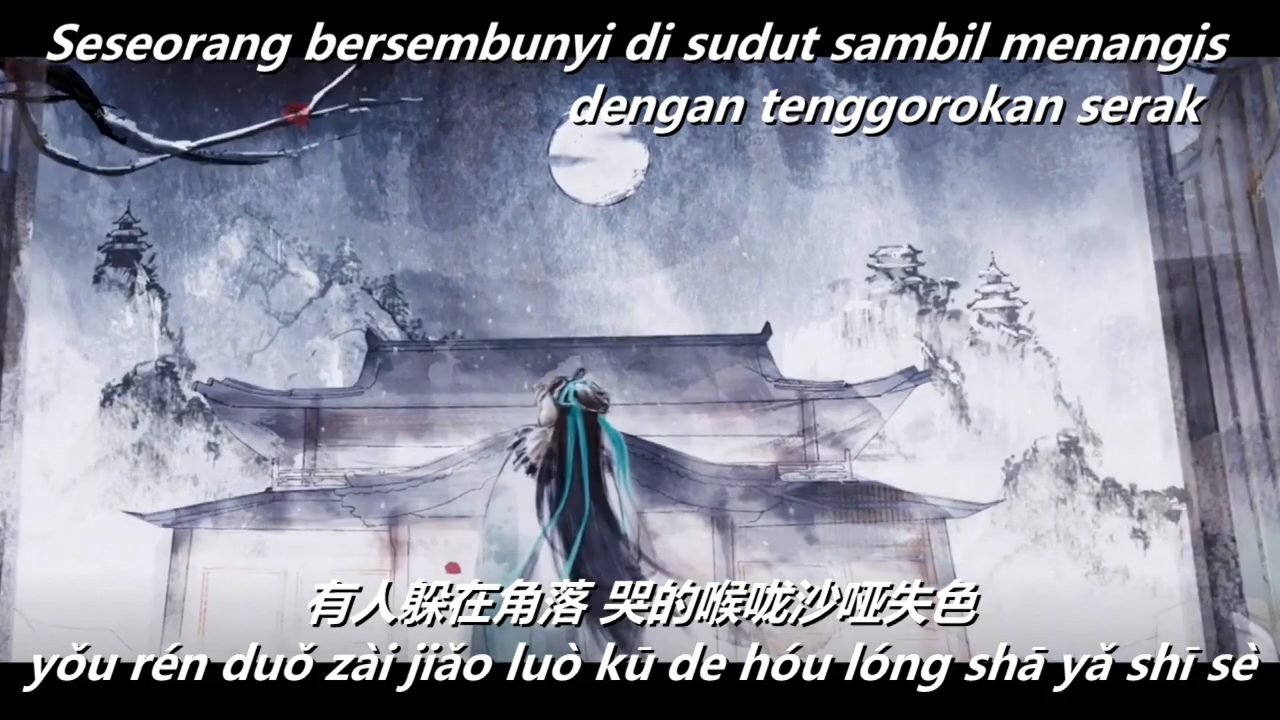 Seseorang bersembunyi di sudut sambil menangis
dengan tenggorokan serak
有人躲在角落 哭的喉咙沙哑失色
yǒu rén duǒ zài jiǎo luò kū de hóu lóng shā yǎ shī sè